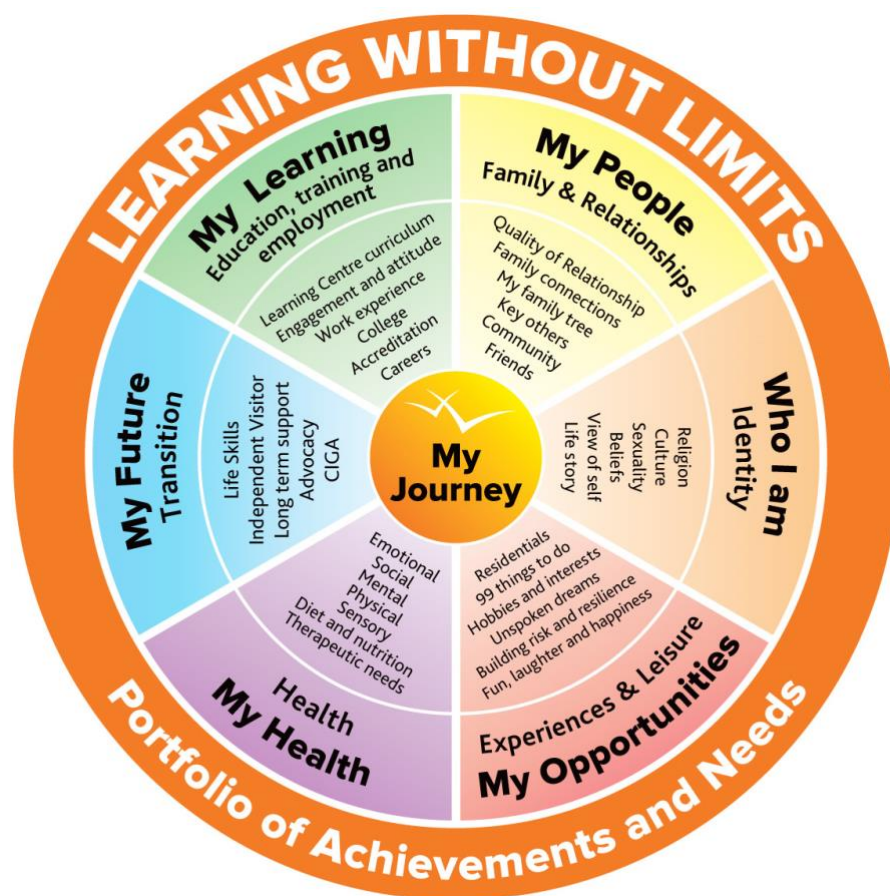 LEARNING WITHOUT LIMITS
My Learning
Education, training and
employment
Learning Centre curriculum
Engagement and attitude
Work experience
College
Accreditation
Careers
My People
Family & Relationships
Quality of Relationship
Family connections
My family tree
Key others
Community
Friends
Who I am
Identity
Religion
Culture
Sexuality
Beliefs
View of self
Life story
Residentials
99 things to do
Hobbies and interests
Unspoken dreams
Building risk and resilience
Fun, laughter and happiness
Experiences & Leisure
My Opportunities
Emotional
Social
Mental
Physical
Sensory
Diet and nutrition
Therapeutic needs
Health
My Health
My Future
Transition
Life Skills
Independent Visitor
Long term support
Advocacy
CIGA
My
Journey
Portfolio of Achievements and Needs